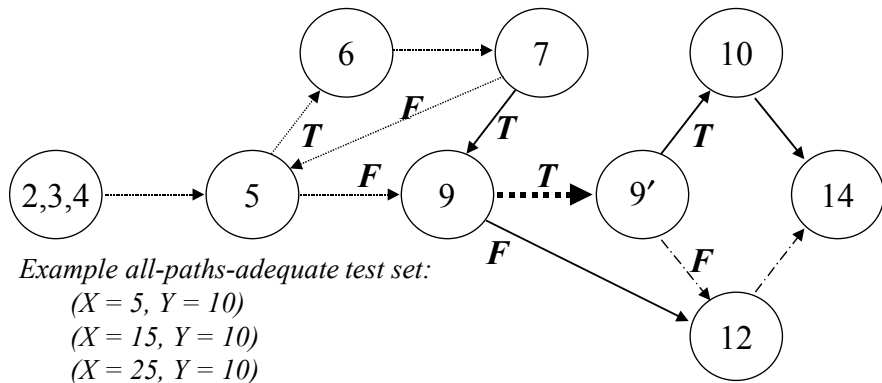 6
7
10
F
T
T
T
2,3,4
5
F
9
T
9′
14
F
F
12
Example all-paths-adequate test set:
(X = 5, Y = 10)
(X = 15, Y = 10)
(X = 25, Y = 10)